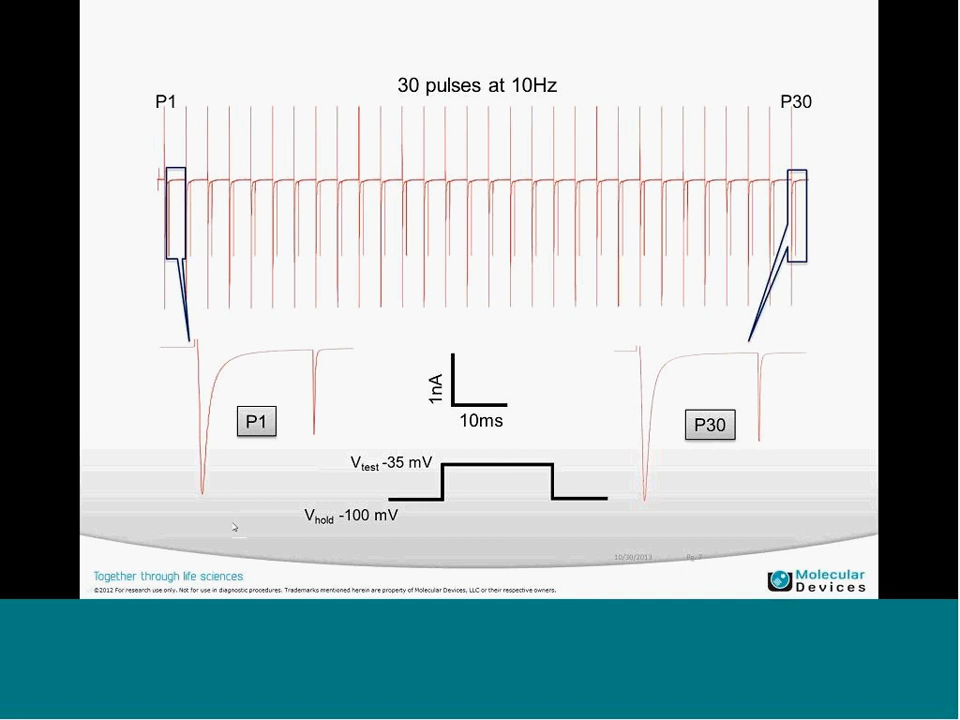 30 pulses at 10Hz
P1
P30
1nA
10ms
P1
P30
Vtest -35 mV
Vhold -100 mV
10/30/2013
Pg. 7
Together through life sciences
©2012 For research use only. Not for use in diagnostic procedures. Trademarks mentioned herein are property of Molecular Devices, LLC or their respective owners.
Molecular
Devices